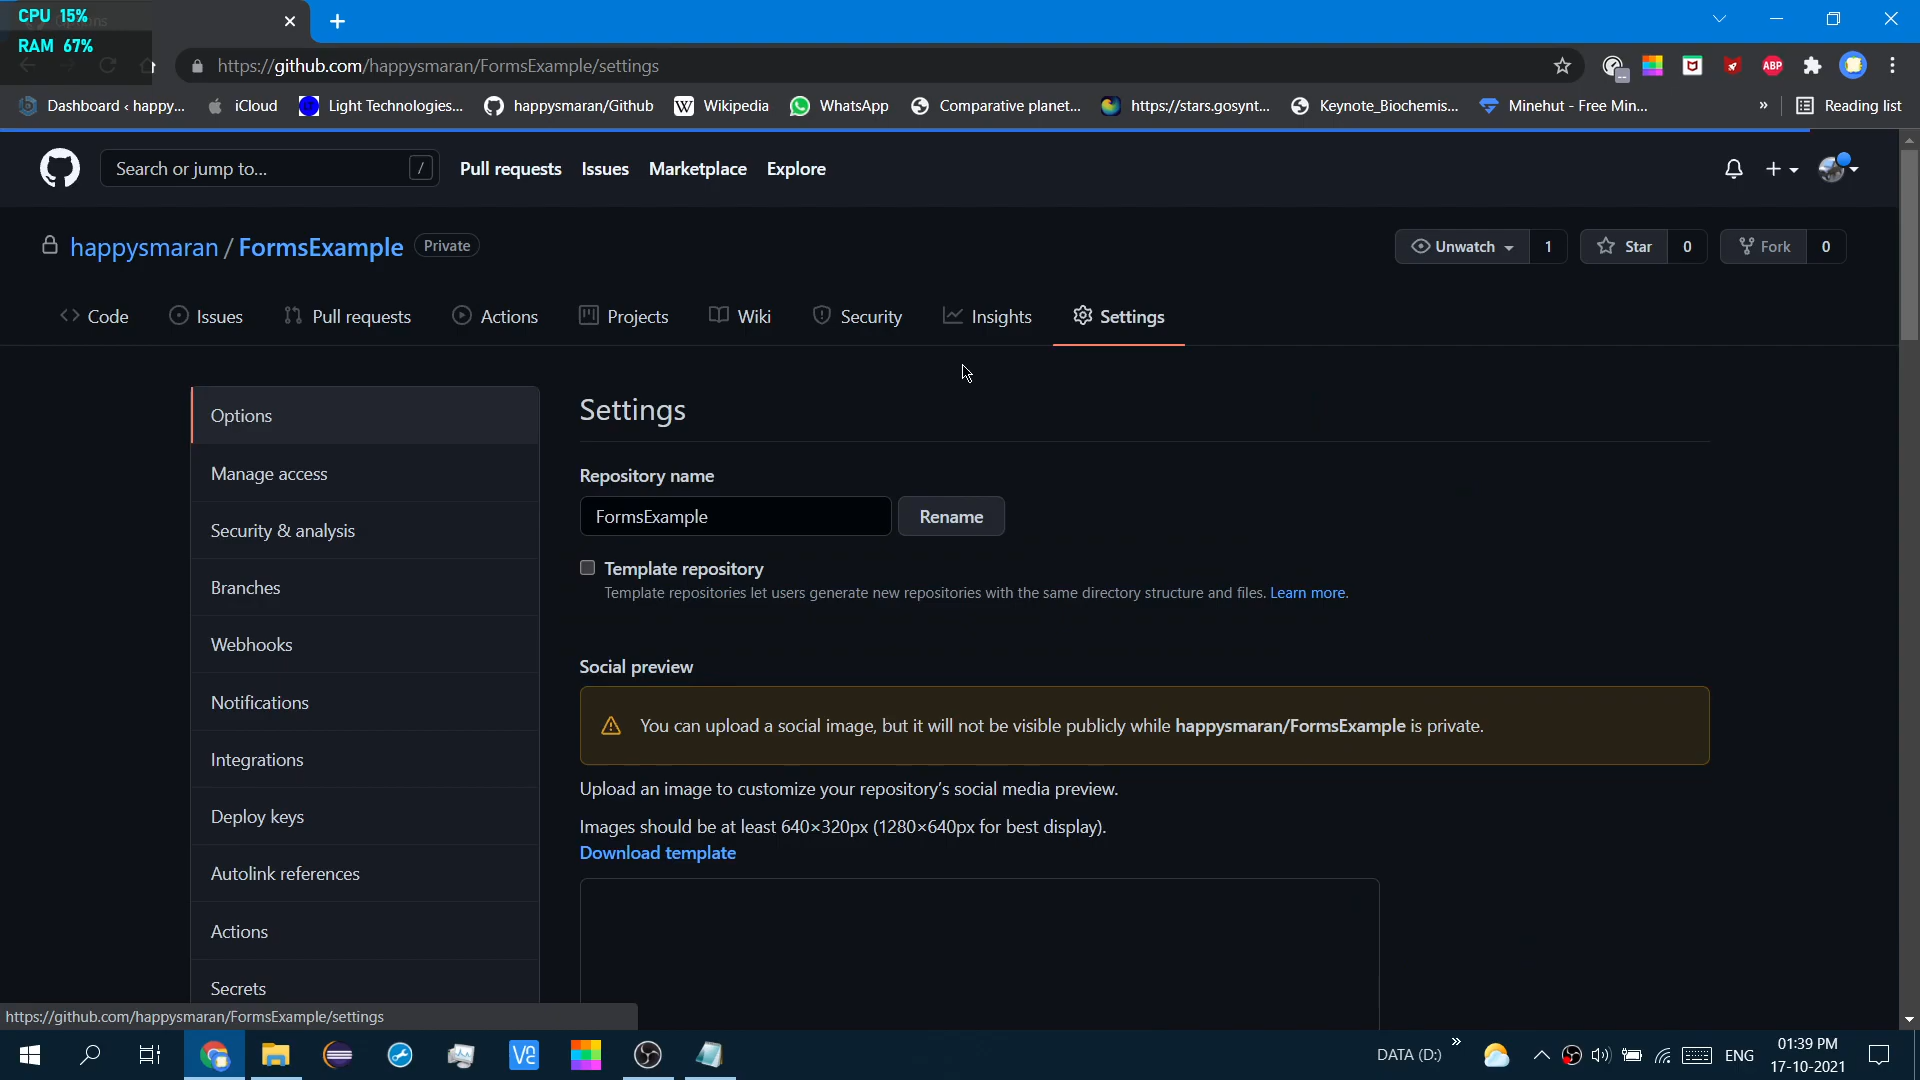 CPU 15%
RAM 67%
https://github.com/happysmaran/FormsExample/settings
ABP
Dashboard ‹ happy...
iCloud
Light Technologies...
happysmaran/Github
W Wikipedia
WhatsApp
Comparative planet...
https://stars.gosynt...
Keynote_Biochemis...
Minehut - Free Min...
»
Reading list
Search or jump to... /
Pull requests
Issues
Marketplace
Explore
happysmaran / FormsExample Private
Unwatch 1
Star 0
Fork 0
Code
Issues
Pull requests
Actions
Projects
Wiki
Security
Insights
Settings
Options
Manage access
Security & analysis
Branches
Webhooks
Notifications
Integrations
Deploy keys
Autolink references
Actions
Secrets
Settings
Repository name
FormsExample
Rename
Template repository
Template repositories let users generate new repositories with the same directory structure and files. Learn more.
Social preview
You can upload a social image, but it will not be visible publicly while happysmaran/FormsExample is private.
Upload an image to customize your repository’s social media preview.
Images should be at least 640×320px (1280×640px for best display).
Download template
https://github.com/happysmaran/FormsExample/settings
DATA (D:)
»
ENG
01:39 PM
17-10-2021